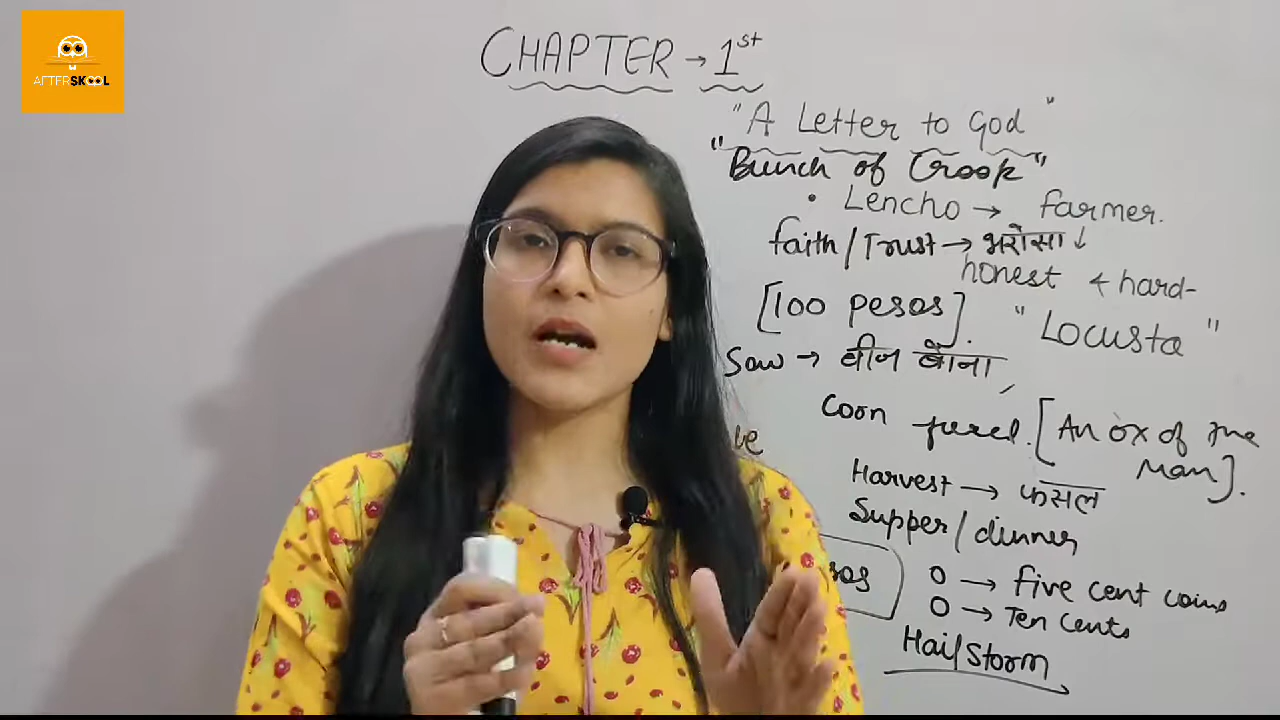 AFTERSKOOL
CHAPTER → 1st
"A Letter to God"
"Bunch of Crook"
• Lencho → farmer.
faith/Trust → भरोसा ↓
honest & hard-
[100 pesos]. "Locusta"
Sow → बीज बोना,
Coon field. [An ox of the
man].
ve
Harvest → फसल
Supper/dinner
sos
0 → five cent coins
0 → Ten Cents
Hailstorm